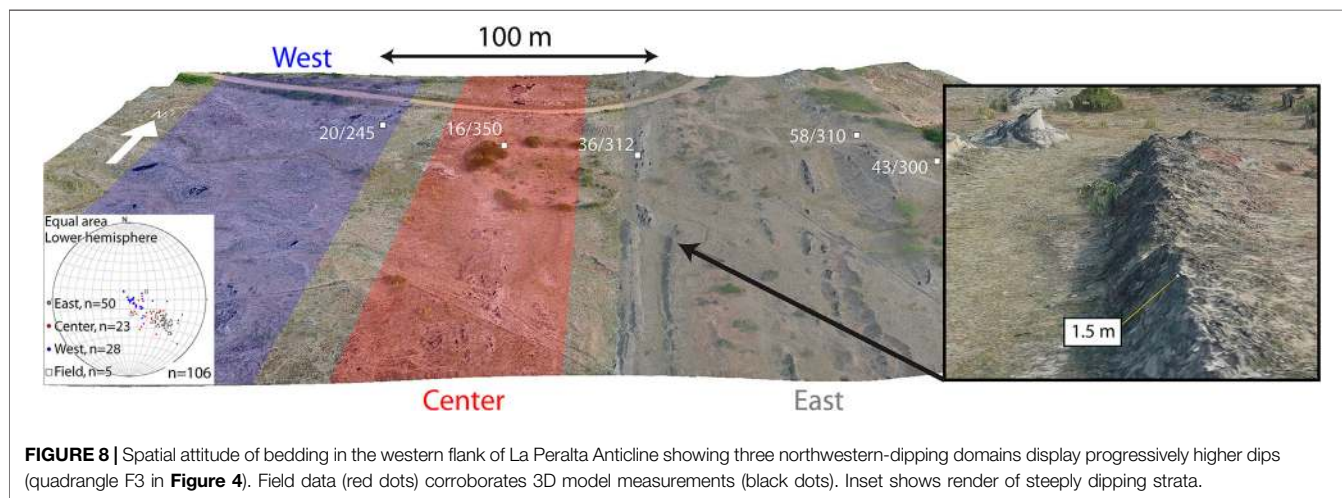 100 m
West
20/245
16/350
36/312
58/310
43/300
N
Equal area
Lower hemisphere
N
East, n=50
Center, n=23
West, n=28
Field, n=5
n=106
1.5 m
Center
East
FIGURE 8 | Spatial attitude of bedding in the western flank of La Peralta Anticline showing three northwestern-dipping domains display progressively higher dips
(quadrangle F3 in Figure 4). Field data (red dots) corroborates 3D model measurements (black dots). Inset shows render of steeply dipping strata.